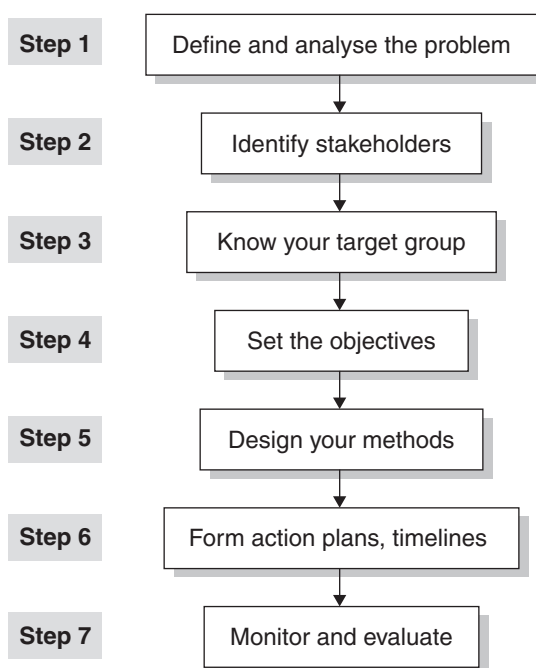 Step 1
Define and analyse the problem
Step 2
Identify stakeholders
Step 3
Know your target group
Step 4
Set the objectives
Step 5
Design your methods
Step 6
Form action plans, timelines
Step 7
Monitor and evaluate